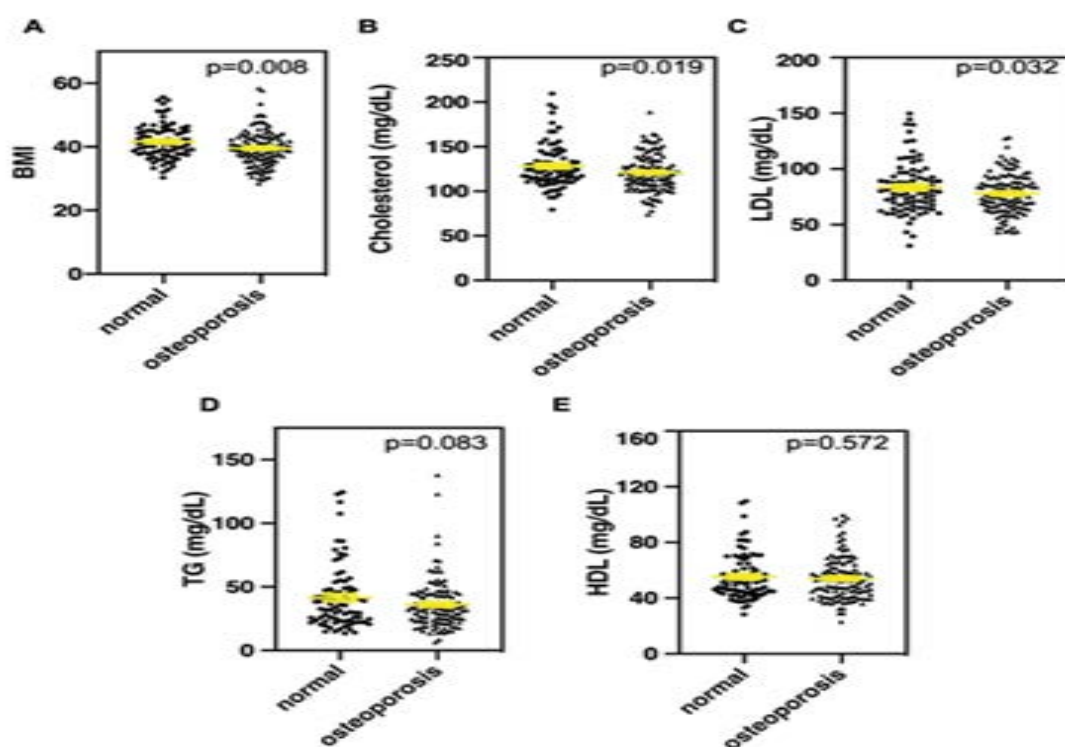 A
p=0.008
60
40
20
0
BMI
normal
osteoporosis
B
p=0.019
250
200
150
100
50
0
Cholesterol (mg/dL)
normal
osteoporosis
C
p=0.032
200
150
100
50
0
LDL (mg/dL)
normal
osteoporosis
D
p=0.083
150
100
50
0
TG (mg/dL)
normal
osteoporosis
E
p=0.572
160
120
80
40
0
HDL (mg/dL)
normal
osteoporosis